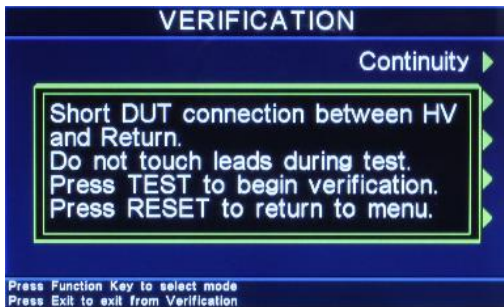 VERIFICATION
Continuity
Short DUT connection between HV
and Return.
Do not touch leads during test.
Press TEST to begin verification.
Press RESET to return to menu.
Press Function Key to select mode
Press Exit to exit from Verification